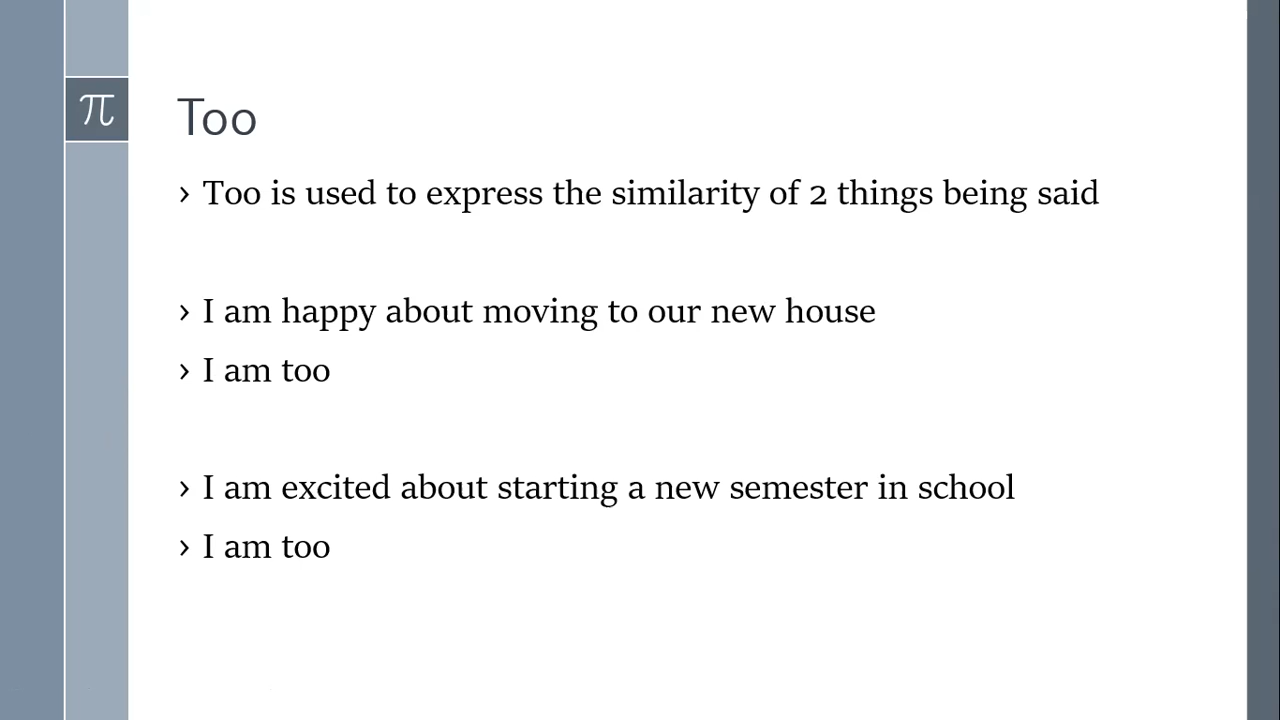 π
Too
› Too is used to express the similarity of 2 things being said
› I am happy about moving to our new house
› I am too
› I am excited about starting a new semester in school
› I am too